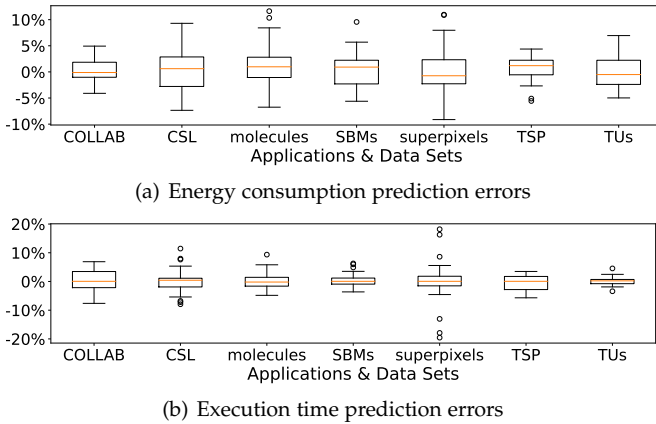 10%
5%
0%
-5%
-10%
COLLAB CSL molecules SBMs superpixels TSP TUs
Applications & Data Sets
(a) Energy consumption prediction errors
20%
10%
0%
-10%
-20%
COLLAB CSL molecules SBMs superpixels TSP TUs
Applications & Data Sets
(b) Execution time prediction errors